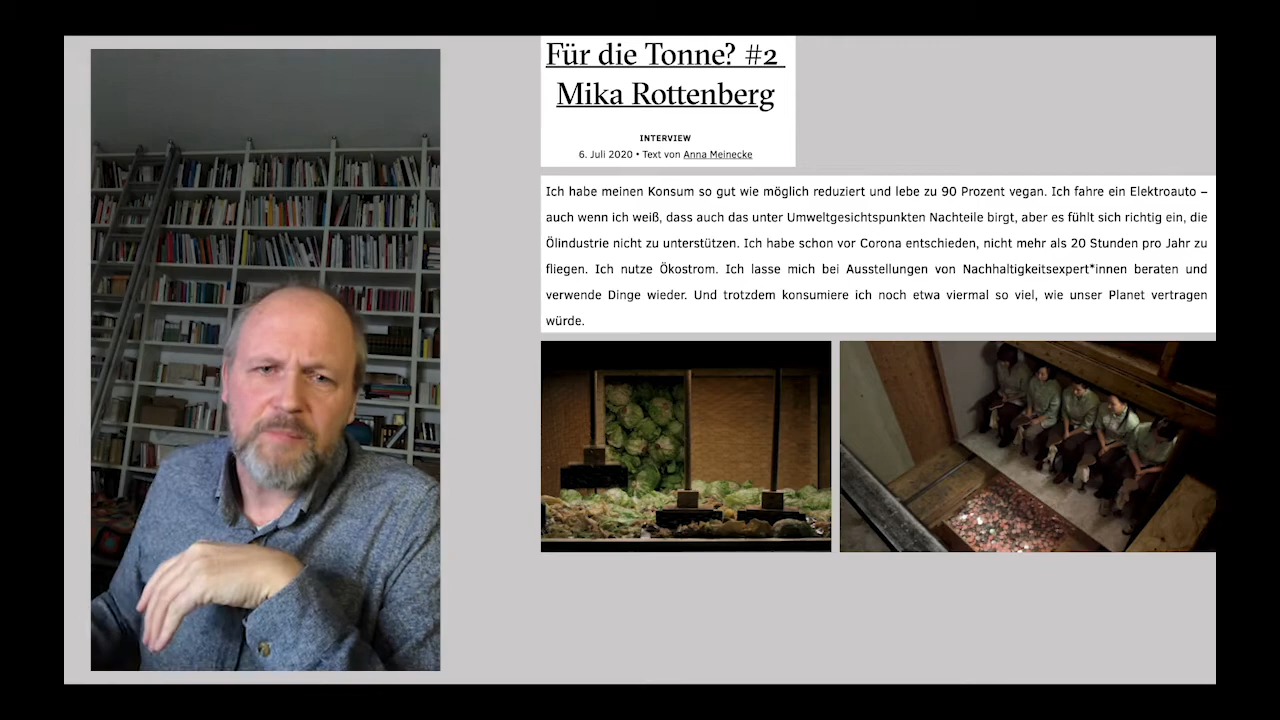 Für die Tonne? #2
Mika Rottenberg
INTERVIEW
6. Juli 2020 • Text von Anna Meinecke
Ich habe meinen Konsum so gut wie möglich reduziert und lebe zu 90 Prozent vegan. Ich fahre ein Elektroauto –
auch wenn ich weiß, dass auch das unter Umweltgesichtspunkten Nachteile birgt, aber es fühlt sich richtig ein, die
Ölindustrie nicht zu unterstützen. Ich habe schon vor Corona entschieden, nicht mehr als 20 Stunden pro Jahr zu
fliegen. Ich nutze Ökostrom. Ich lasse mich bei Ausstellungen von Nachhaltigkeitsexpert*innen beraten und
verwende Dinge wieder. Und trotzdem konsumiere ich noch etwa viermal so viel, wie unser Planet vertragen
würde.